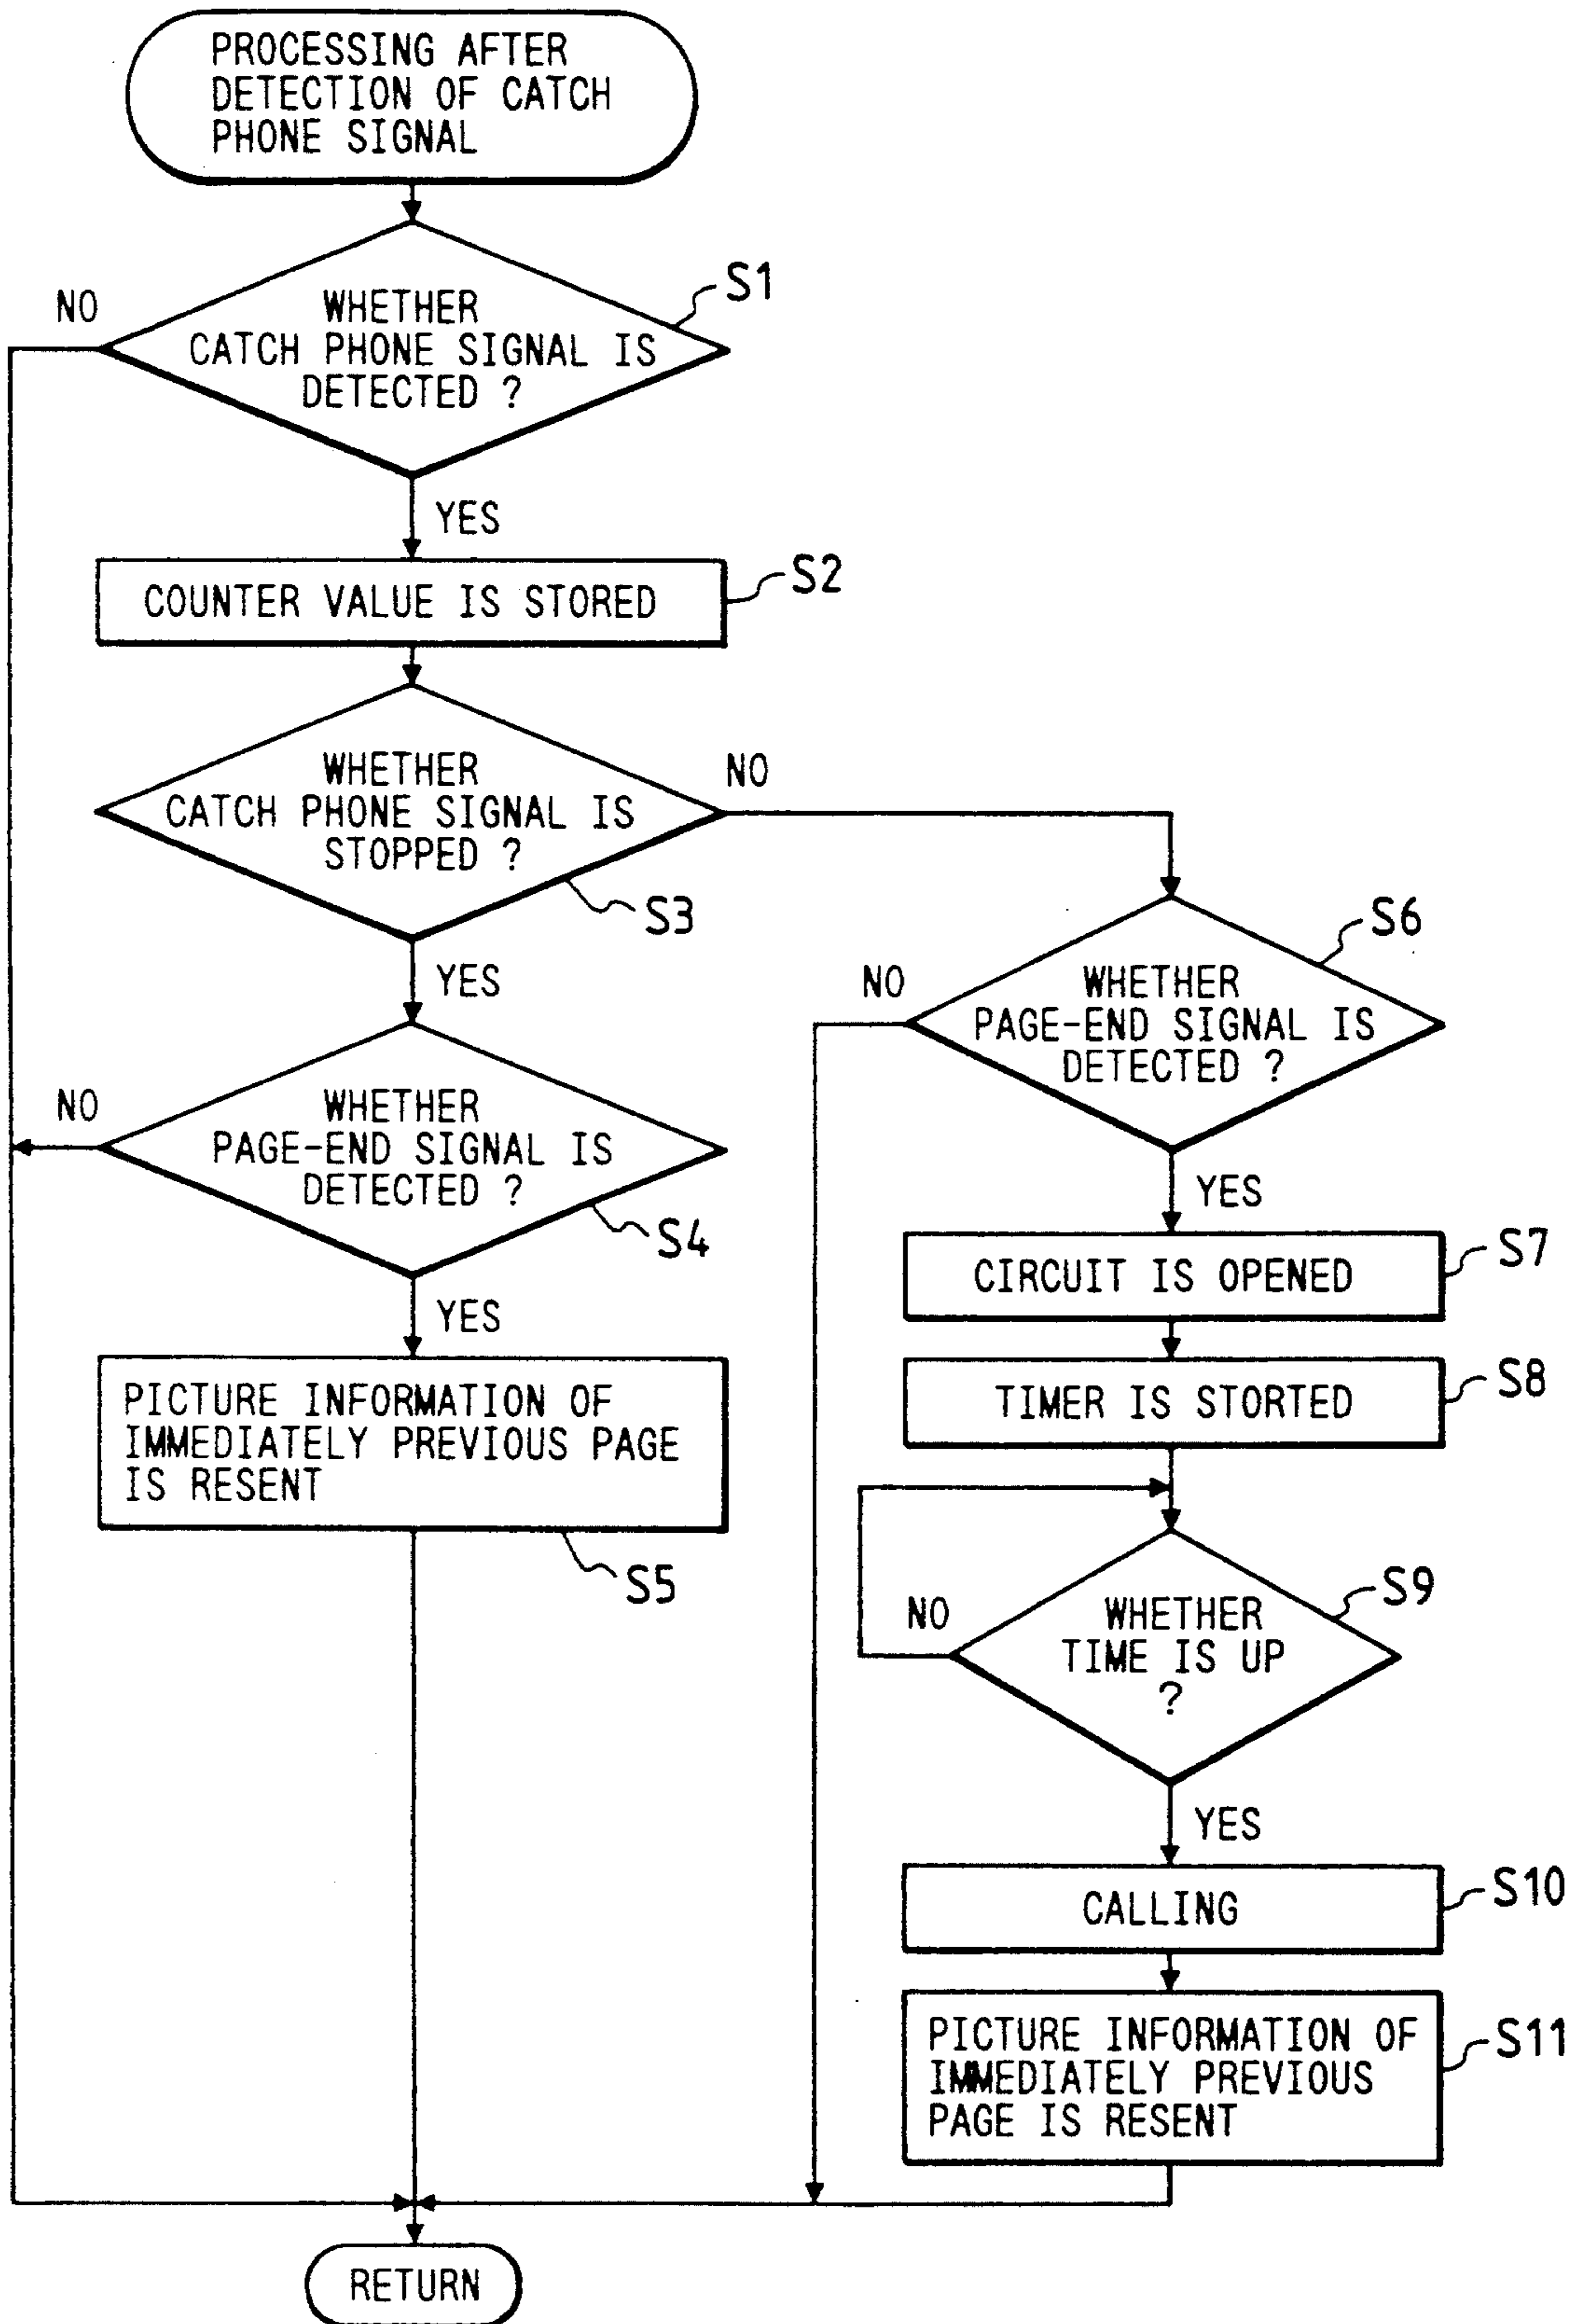 PROCESSING AFTER
DETECTION OF CATCH
PHONE SIGNAL
S1
NO
WHETHER
CATCH PHONE SIGNAL IS
DETECTED ?
YES
S2
COUNTER VALUE IS STORED
WHETHER
CATCH PHONE SIGNAL IS
STOPPED ?
NO
S3
YES
WHETHER
PAGE-END SIGNAL IS
DETECTED ?
NO
S4
YES
PICTURE INFORMATION OF
IMMEDIATELY PREVIOUS PAGE
IS RESENT
S5
S6
NO
WHETHER
PAGE-END SIGNAL IS
DETECTED ?
YES
CIRCUIT IS OPENED
S7
TIMER IS STORTED
S8
S9
NO
WHETHER
TIME IS UP
?
YES
CALLING
S10
PICTURE INFORMATION OF
IMMEDIATELY PREVIOUS
PAGE IS RESENT
S11
RETURN